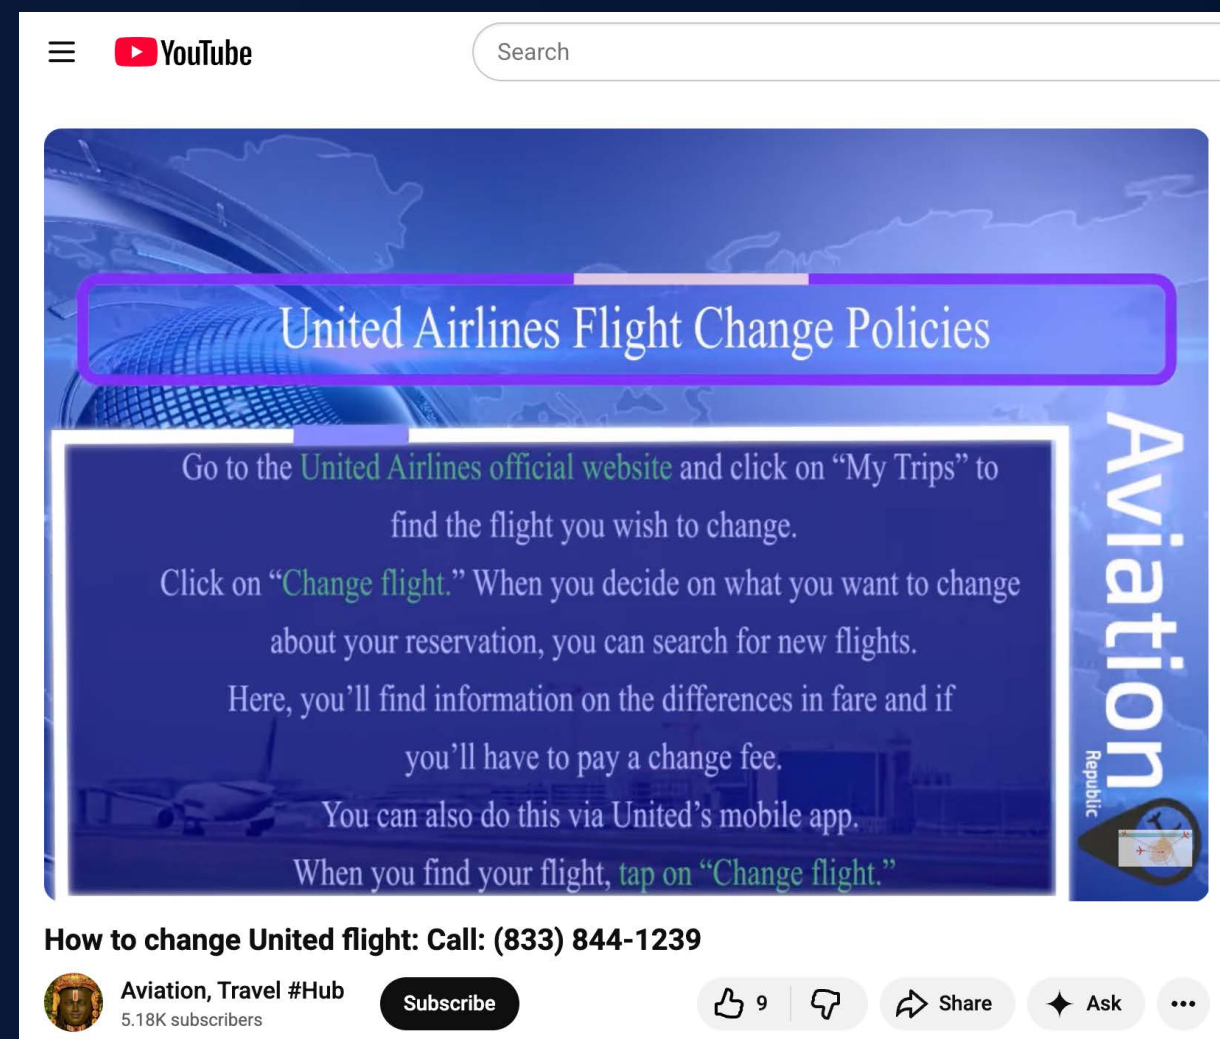 YouTube
Search
United Airlines Flight Change Policies
Go to the United Airlines official website and click on “My Trips” to
find the flight you wish to change.
Click on “Change flight.” When you decide on what you want to change
about your reservation, you can search for new flights.
Here, you’ll find information on the differences in fare and if
you’ll have to pay a change fee.
You can also do this via United’s mobile app.
When you find your flight, tap on “Change flight.”
Aviation
Republic
How to change United flight: Call: (833) 844-1239
Aviation, Travel #Hub
5.18K subscribers
Subscribe
9
Share
Ask